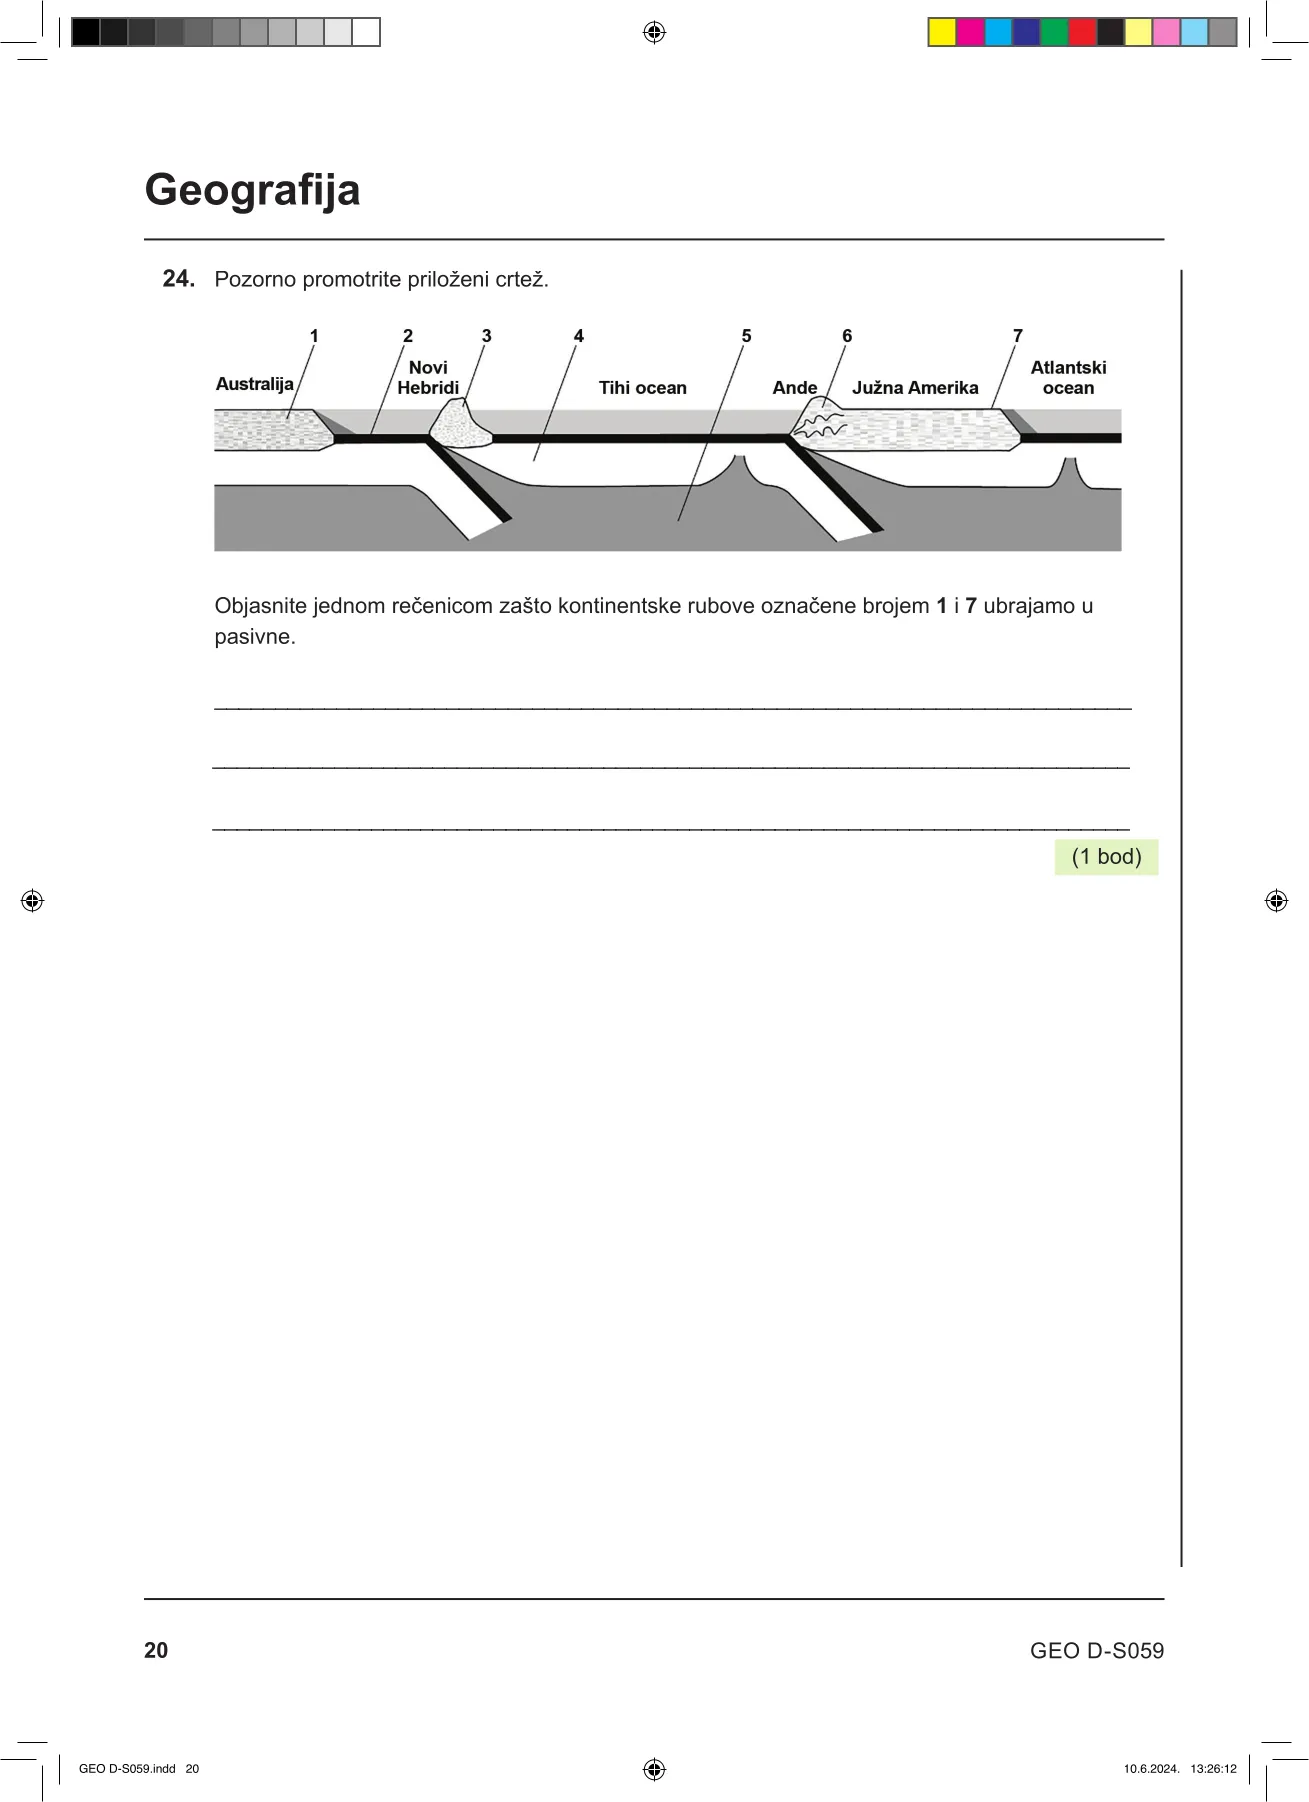 Geografija
24. Pozorno promotrite priloženi crtež.
1 2 3 4 5 6 7
Australija
Novi
Hebridi
Tihi ocean
Ande
Južna Amerika
Atlantski
ocean
Objasnite jednom rečenicom zašto kontinentske rubove označene brojem 1 i 7 ubrajamo u
pasivne.
(1 bod)
20
GEO D-S059
GEO D-S059.indd 20
10.6.2024. 13:26:12